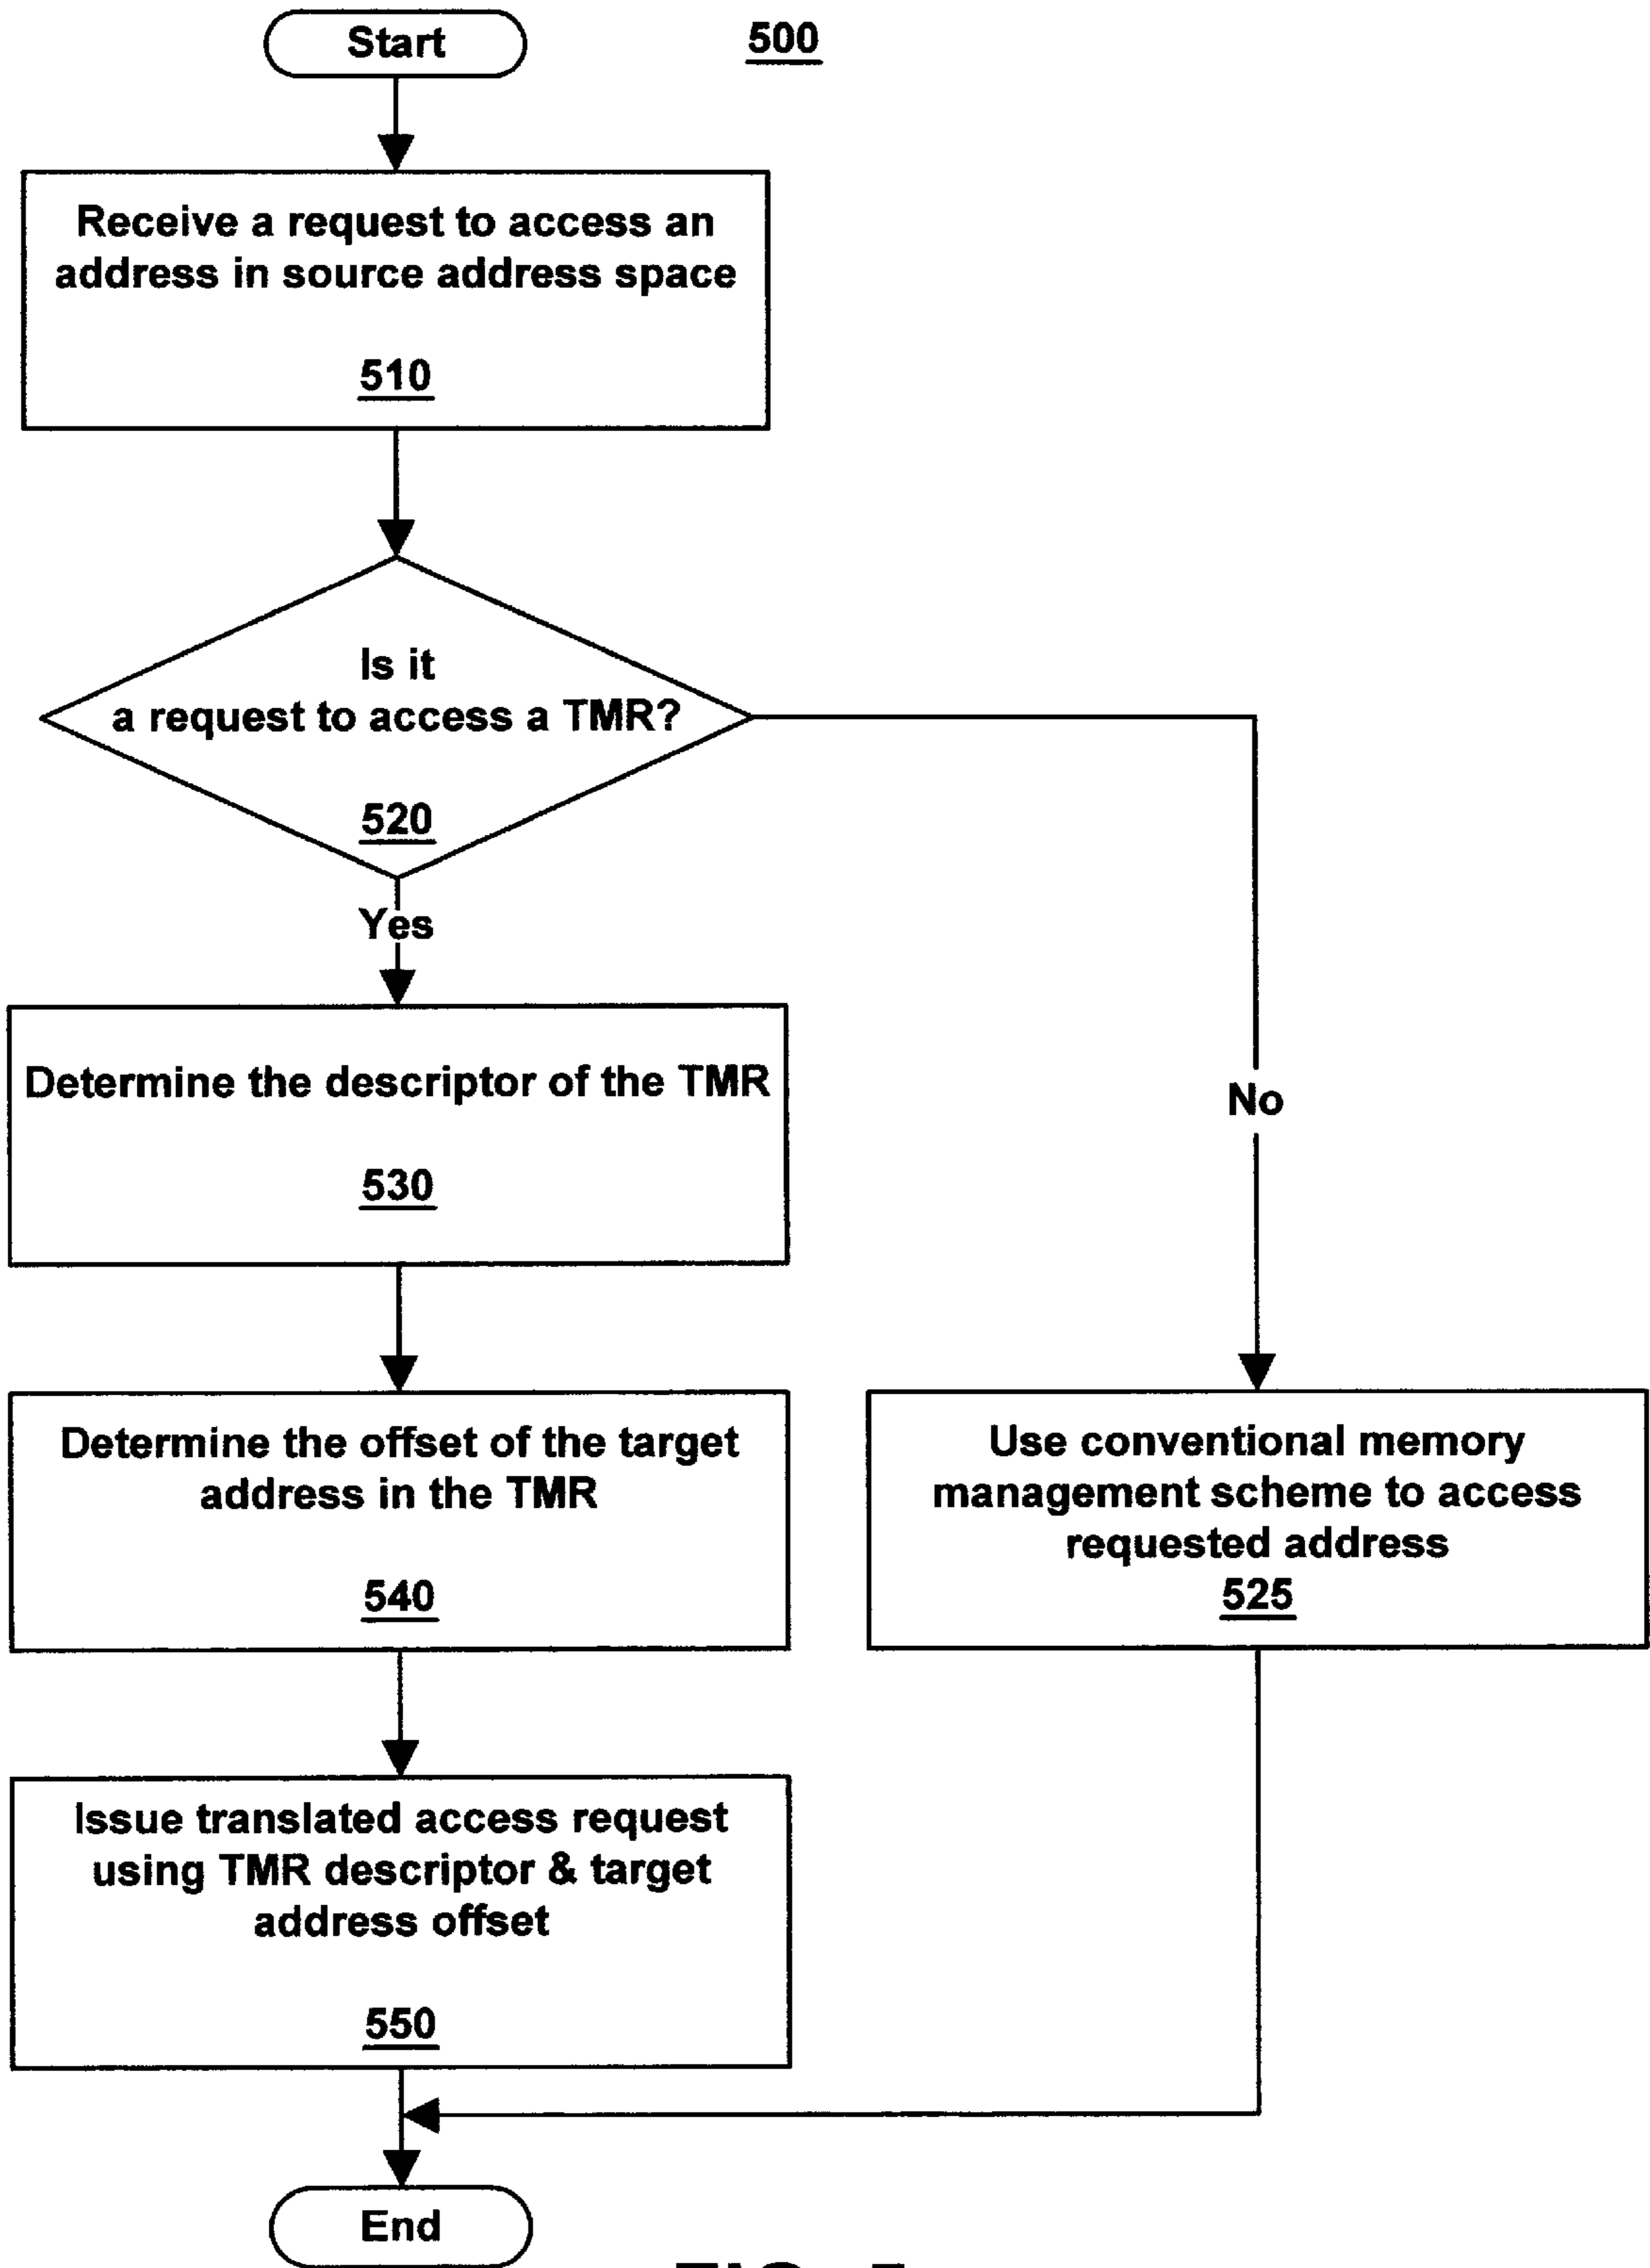 Start
500
Receive a request to access an
address in source address space
510
Is it
a request to access a TMR?
520
Yes
No
Determine the descriptor of the TMR
530
Determine the offset of the target
address in the TMR
540
Use conventional memory
management scheme to access
requested address
525
Issue translated access request
using TMR descriptor & target
address offset
550
End